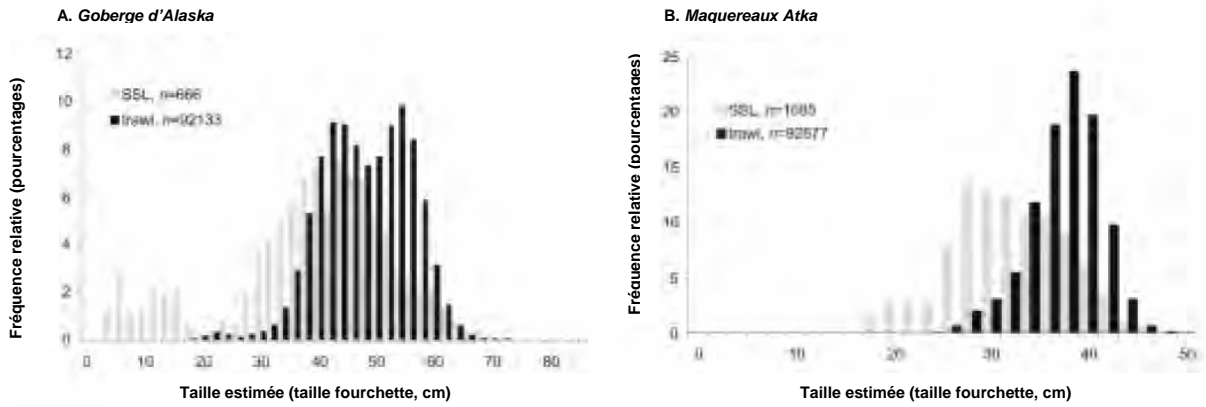 A. Goberge d'Alaska
B. Maquereaux Atka
Fréquence relative (pourcentages)
12
10
8
6
4
2
0
SSL, n=666
trawl, n=92133
0 10 20 30 40 50 60 70 80
Taille estimée (taille fourchette, cm)
Fréquence relative (pourcentages)
25
20
15
10
5
0
SSL, n=1685
trawl, n=92677
0 10 20 30 40 50
Taille estimée (taille fourchette, cm)